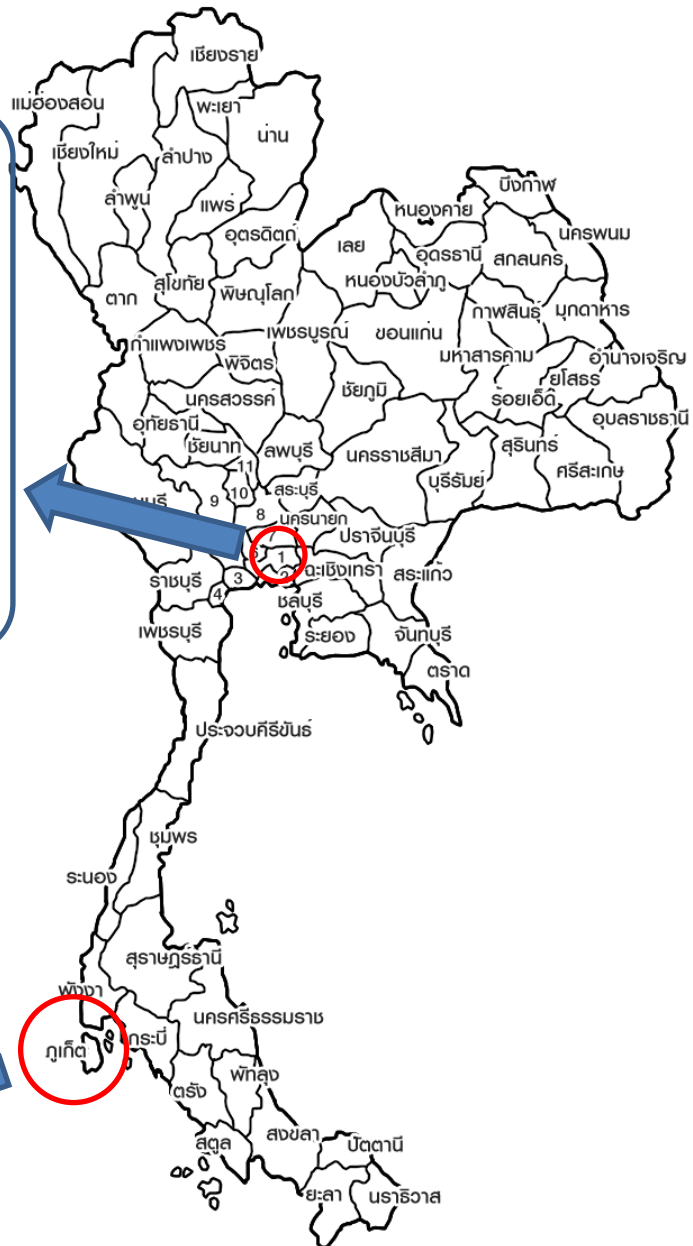 เชียงราย
แม่ฮ่องสอน
พะเยา
น่าน
เชียงใหม่
ลำปาง
ลำพูน
แพร่
อุตรดิตถ์
บึงกาฬ
หนองคาย
นครพนม
เลย
อุดรธานี
สกลนคร
หนองบัวลำภู
ตาก
สุโขทัย
พิษณุโลก
กาฬสินธุ์
มุกดาหาร
กำแพงเพชร
เพชรบูรณ์
ขอนแก่น
พิจิตร
มหาสารคาม
อำนาจเจริญ
ชัยภูมิ
ยโสธร
นครสวรรค์
ร้อยเอ็ด
อุทัยธานี
อุบลราชธานี
ชัยนาท
ลพบุรี
นครราชสีมา
สุรินทร์
บุรีรัมย์
ศรีสะเกษ
11
10
สระบุรี
9
8
นครนายก
7
ปราจีนบุรี
1
ฉะเชิงเทรา
สระแก้ว
ราชบุรี
3
2
4
ชลบุรี
เพชรบุรี
ระยอง
จันทบุรี
ตราด
ประจวบคีรีขันธ์
ชุมพร
ระนอง
สุราษฎร์ธานี
พังงา
นครศรีธรรมราช
ภูเก็ต
กระบี่
ตรัง
พัทลุง
สตูล
สงขลา
ปัตตานี
ยะลา
นราธิวาส